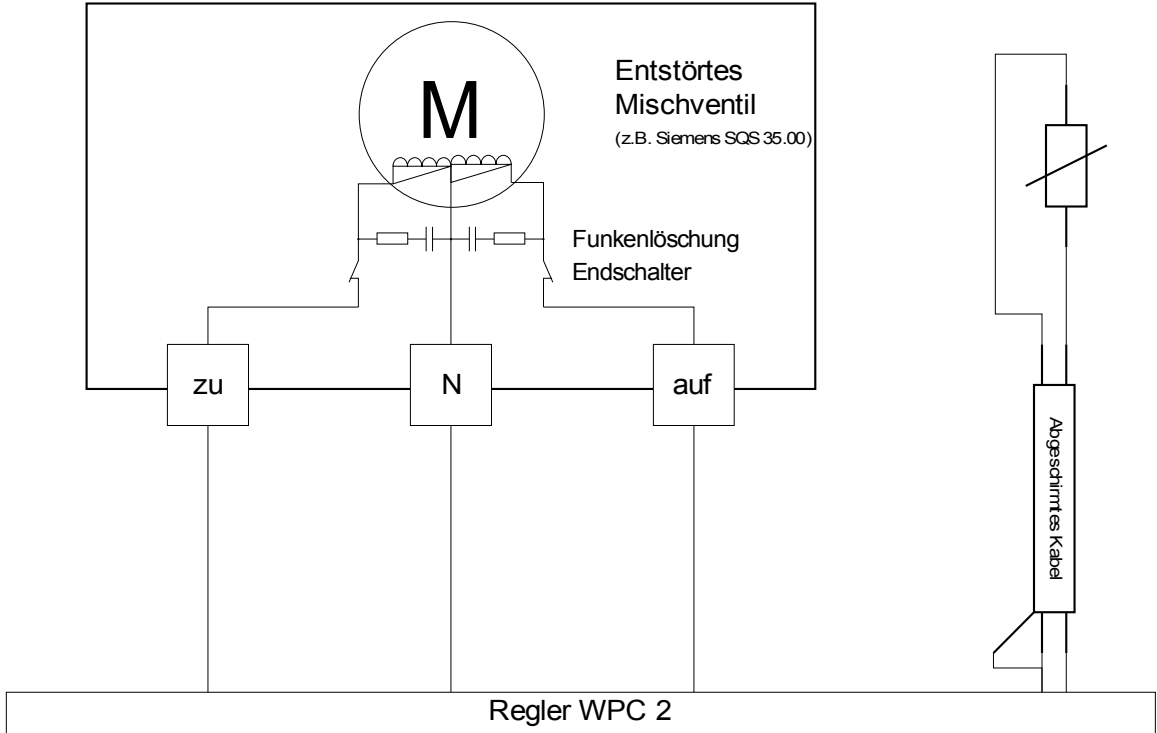 M
Entstörtes
Mischventil
(z.B. Siemens SQS 35.00)
Funkenlöschung
Endschalter
zu
N
auf
Abgeschirmtes Kabel
Regler WPC 2